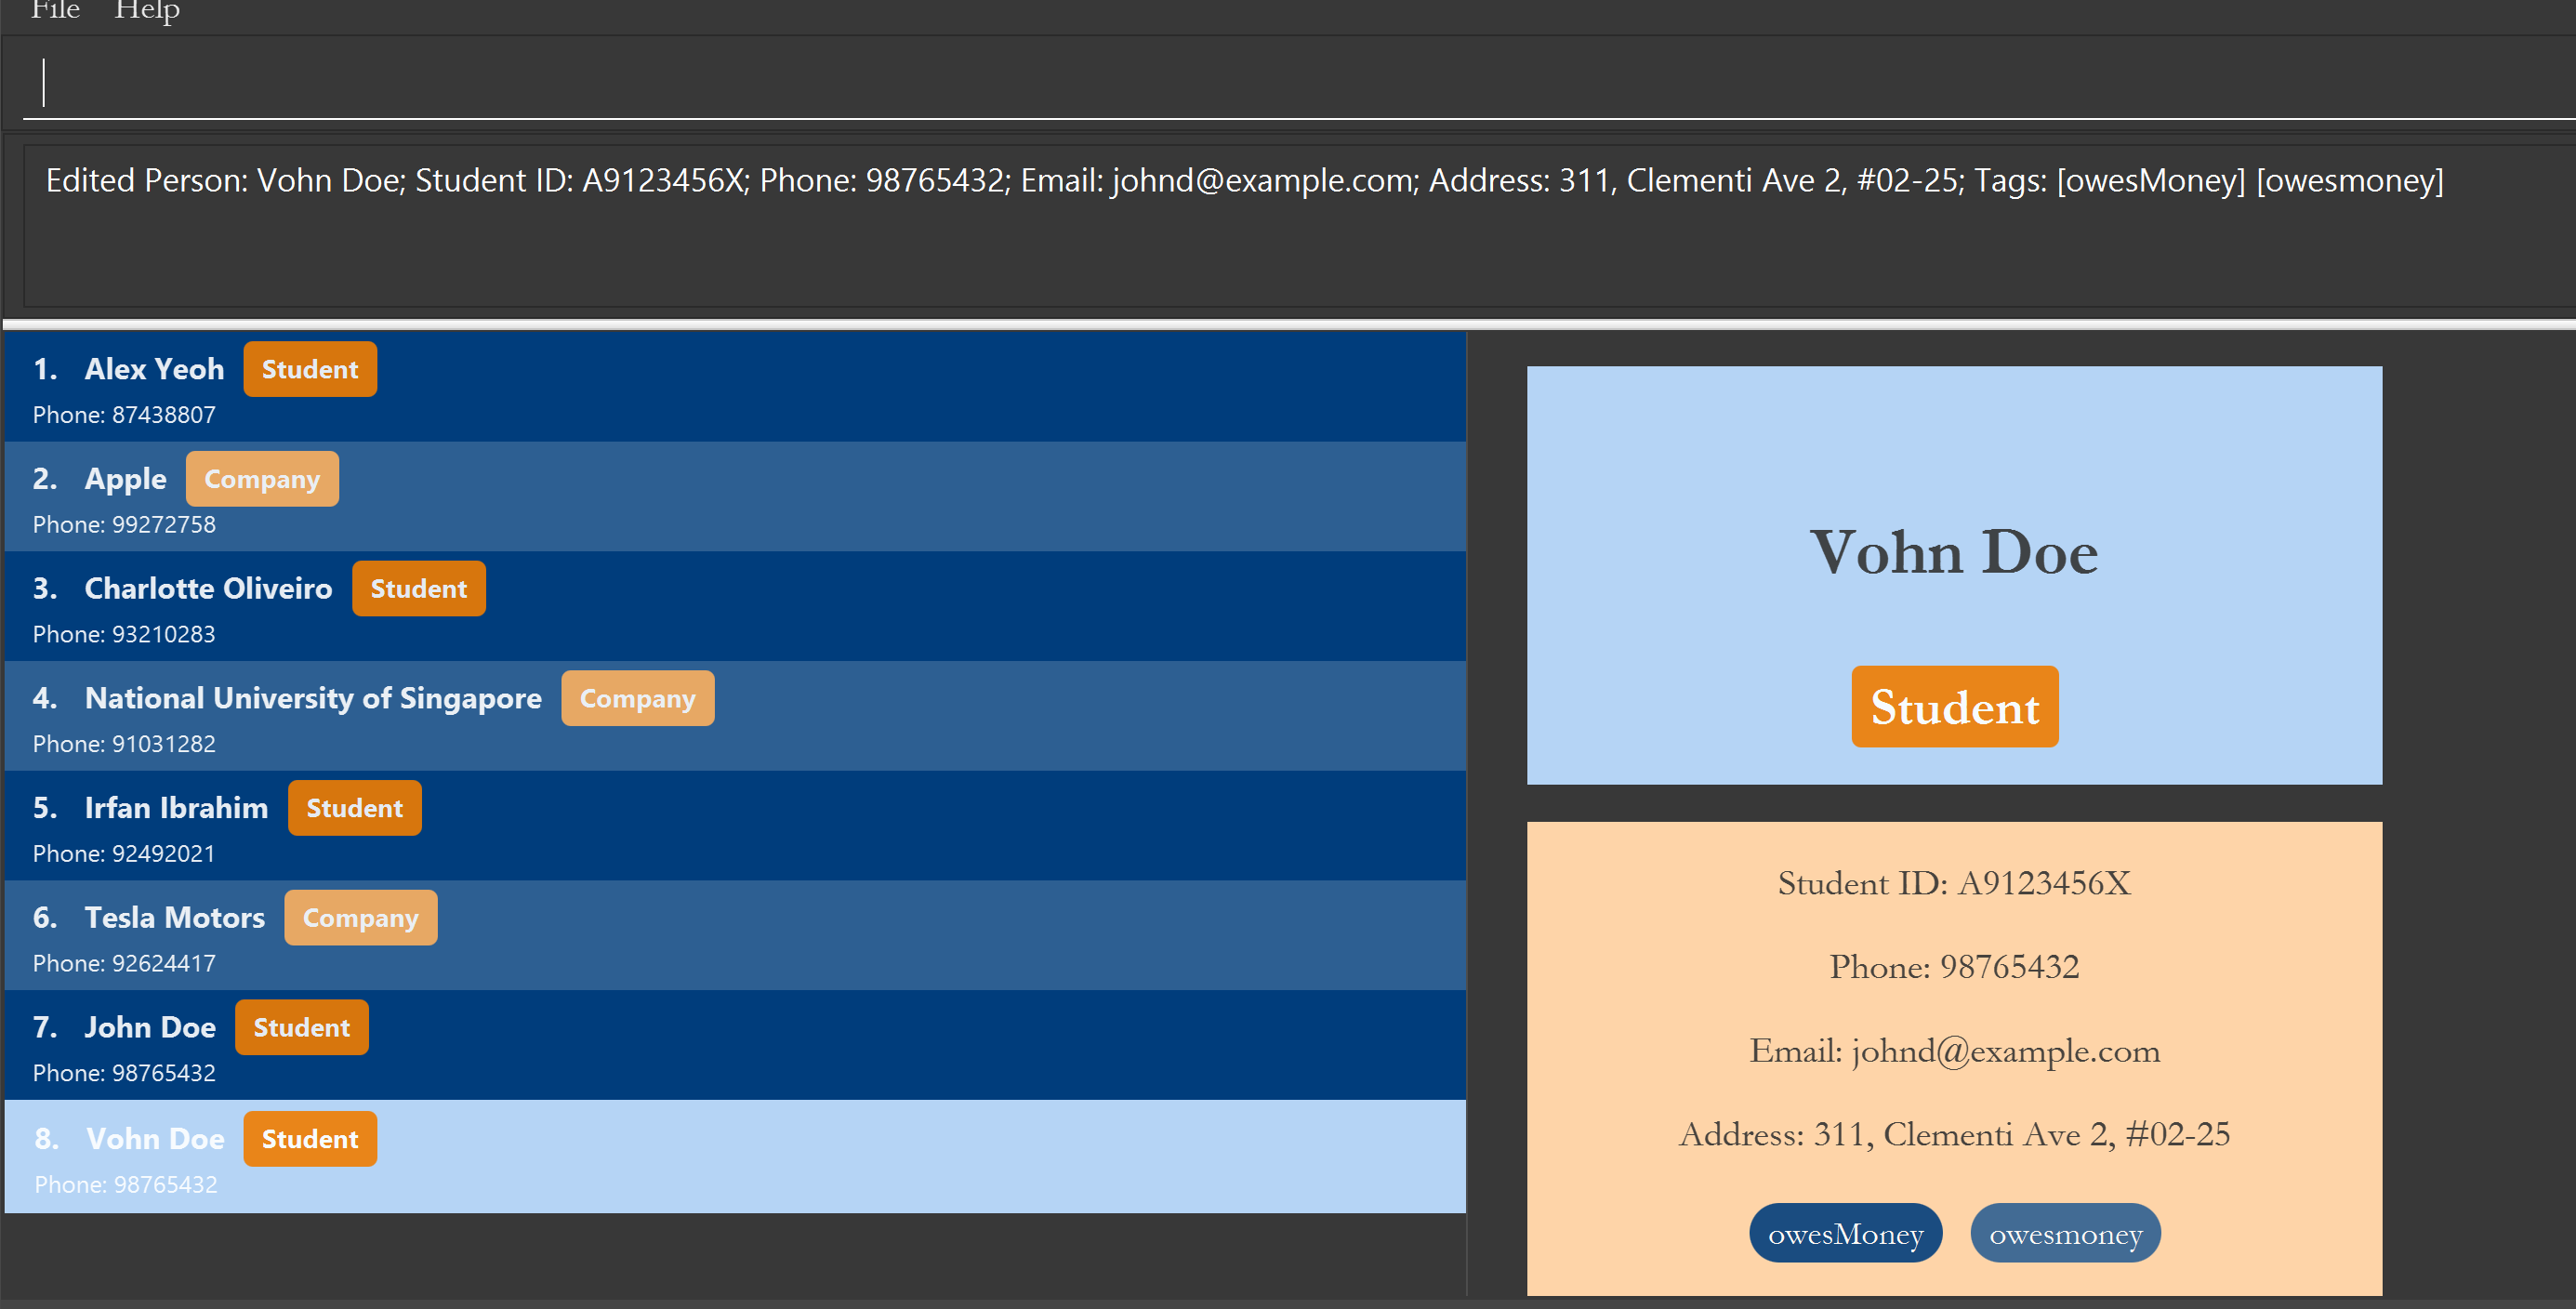 File Help
Edited Person: Vohn Doe; Student ID: A9123456X; Phone: 98765432; Email: johnd@example.com; Address: 311, Clementi Ave 2, #02-25; Tags: [owesMoney] [owesmoney]
1. Alex Yeoh Student
Phone: 87438807
2. Apple Company
Phone: 99272758
3. Charlotte Oliveiro Student
Phone: 93210283
4. National University of Singapore Company
Phone: 91031282
5. Irfan Ibrahim Student
Phone: 92492021
6. Tesla Motors Company
Phone: 92624417
7. John Doe Student
Phone: 98765432
8. Vohn Doe Student
Phone: 98765432
Vohn Doe
Student
Student ID: A9123456X
Phone: 98765432
Email: johnd@example.com
Address: 311, Clementi Ave 2, #02-25
owesMoney owesmoney